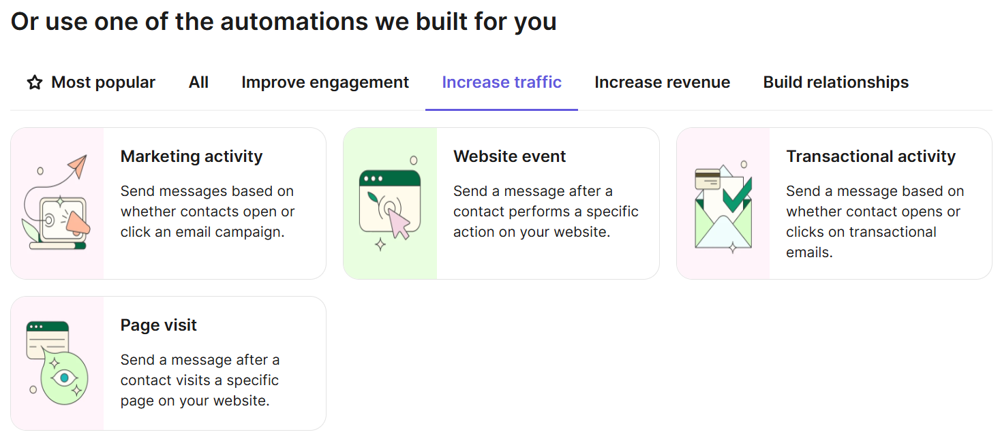 Or use one of the automations we built for you
Most popular
All
Improve engagement
Increase traffic
Increase revenue
Build relationships
Marketing activity
Send messages based on
whether contacts open or
click an email campaign.
Website event
Send a message after a
contact performs a specific
action on your website.
Transactional activity
Send a message based on
whether contact opens or
clicks on transactional
emails.
Page visit
Send a message after a
contact visits a specific
page on your website.